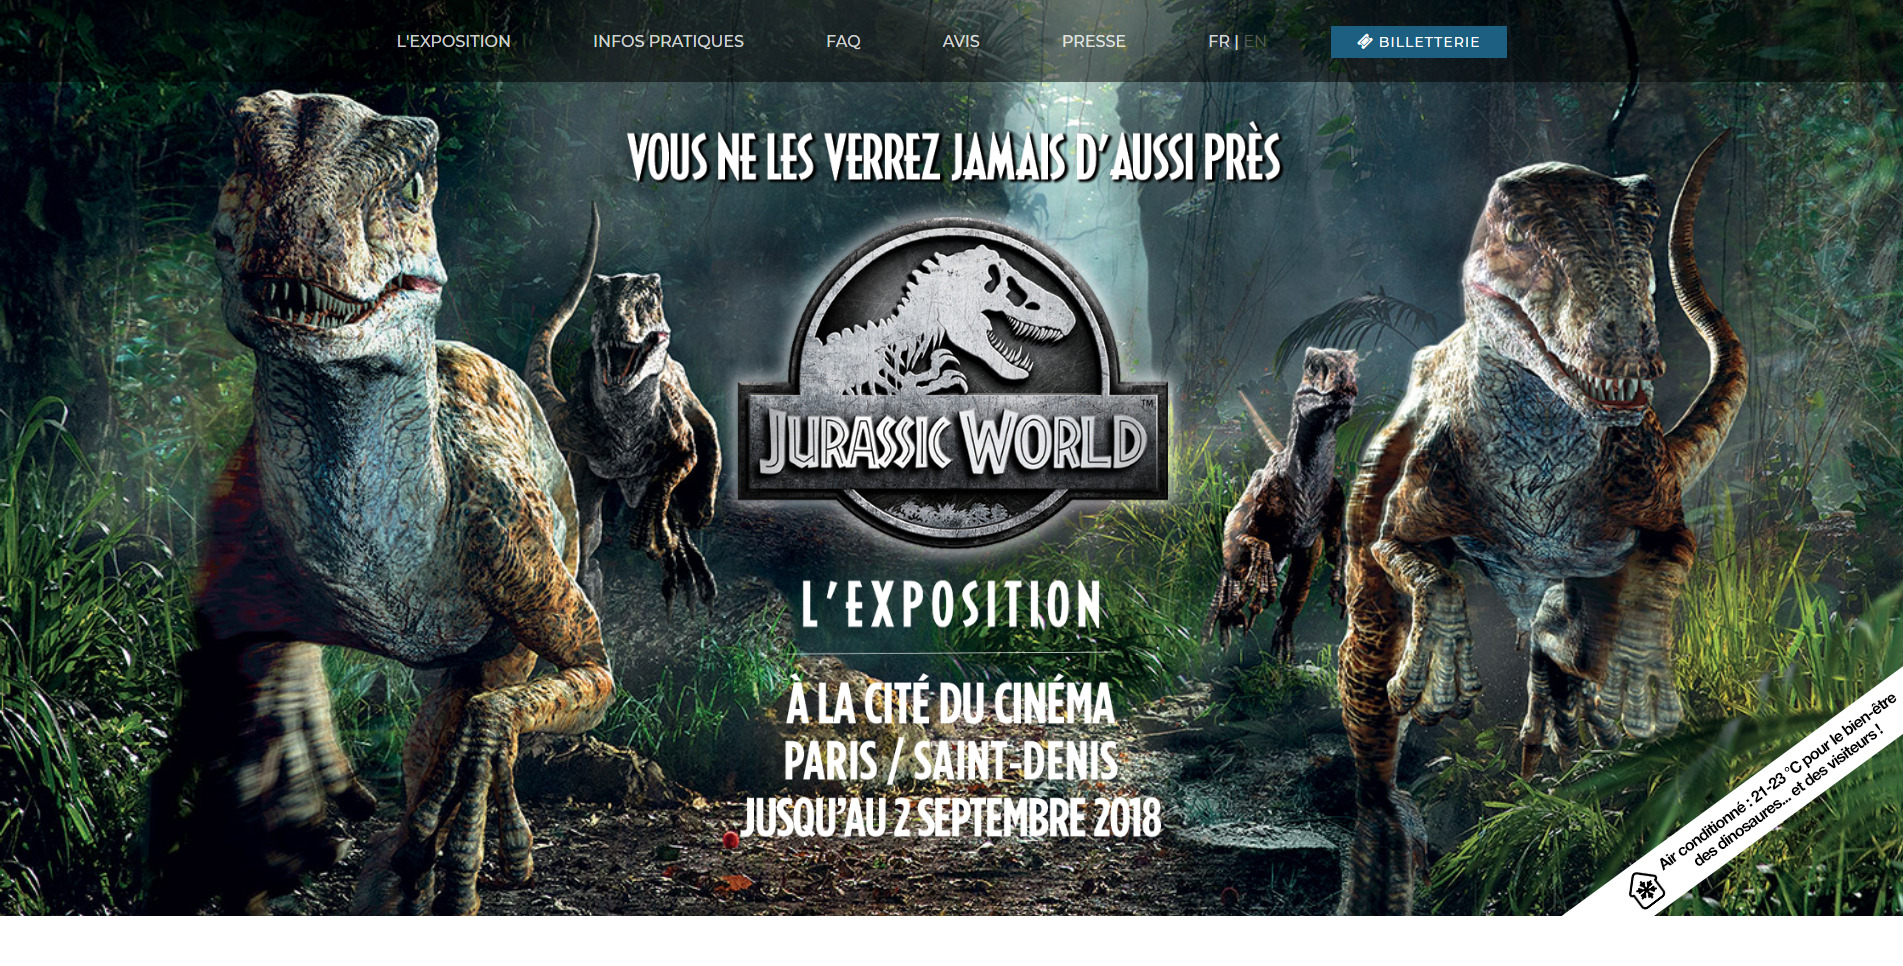 L'EXPOSITION INFOS PRATIQUES FAQ AVIS PRESSE FR | EN BILLETTERIE
VOUS NE LES VERREZ JAMAIS D'AUSSI PRÈS
JURASSIC WORLD™
L'EXPOSITION
À LA CITÉ DU CINÉMA
PARIS / SAINT-DENIS
JUSQU'AU 2 SEPTEMBRE 2018
Air conditionné : 21-23 °C pour le bien-être
des dinosaures... et des visiteurs !